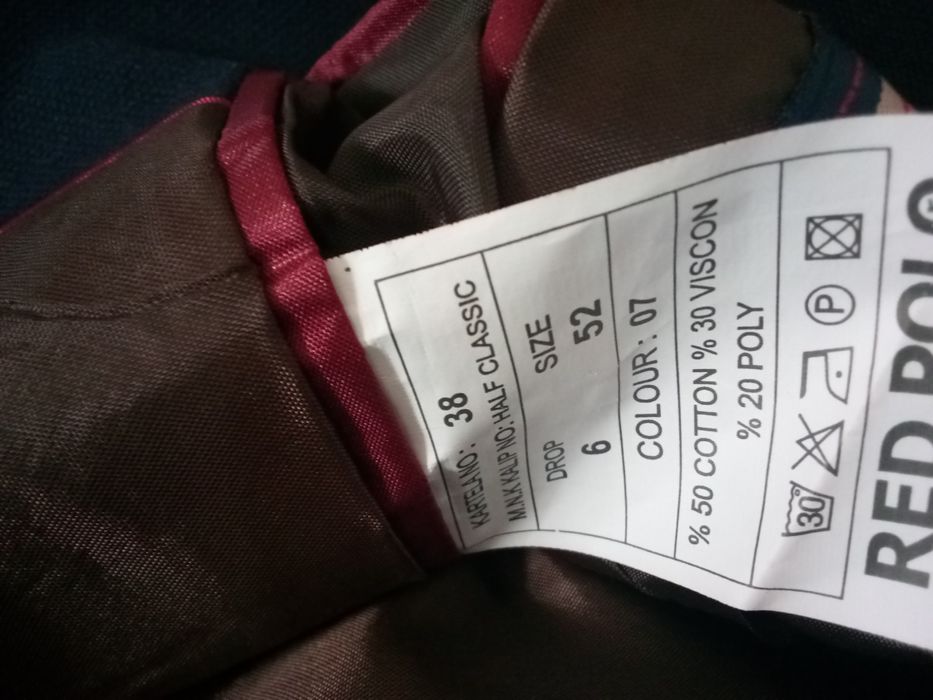 KARTELA NO : 38
M.N.K KALIP NO: HALF CLASSIC
DROP SIZE
6 52
COLOUR : 07
% 50 COTTON % 30 VISCON
% 20 POLY
30°
P
RED POLO